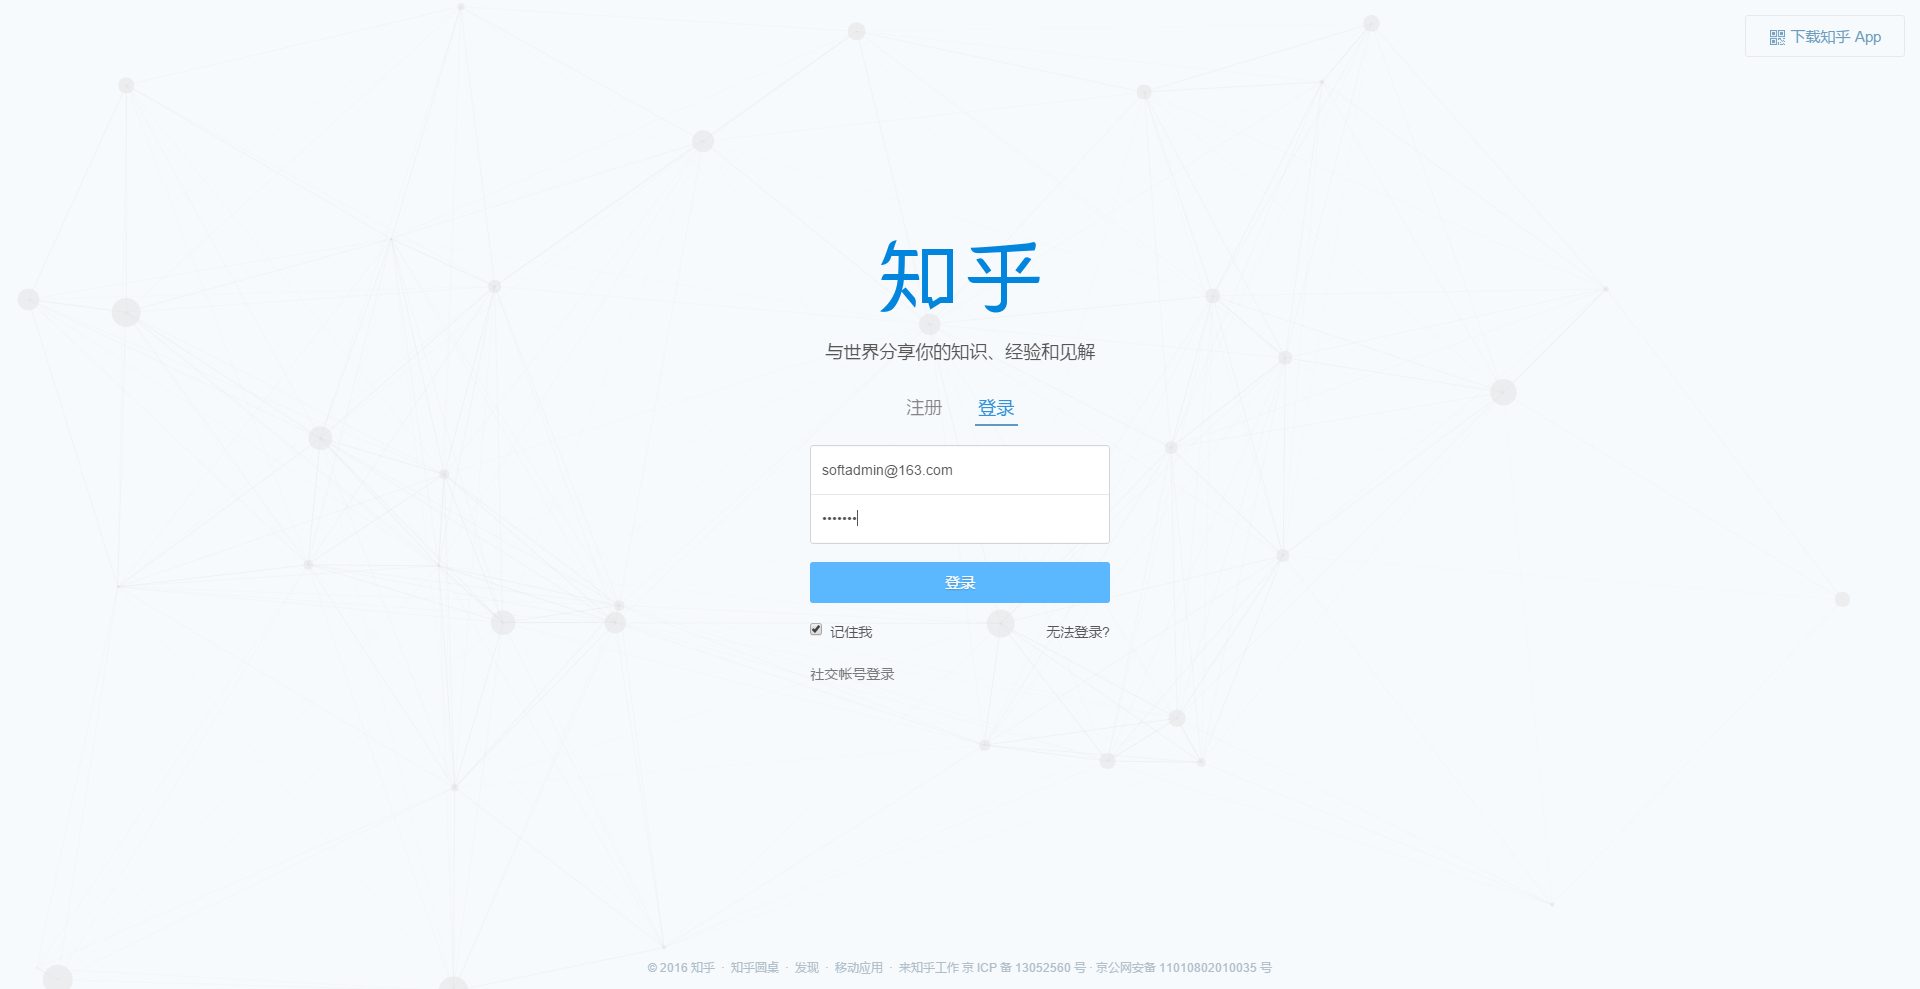 下载知乎 App
知乎
与世界分享你的知识、经验和见解
注册 登录
softadmin@163.com
•••••••
登录
记住我 无法登录?
社交帐号登录
© 2016 知乎 · 知乎圆桌 · 发现 · 移动应用 · 来知乎工作 京 ICP 备 13052560 号 · 京公网安备 11010802010035 号